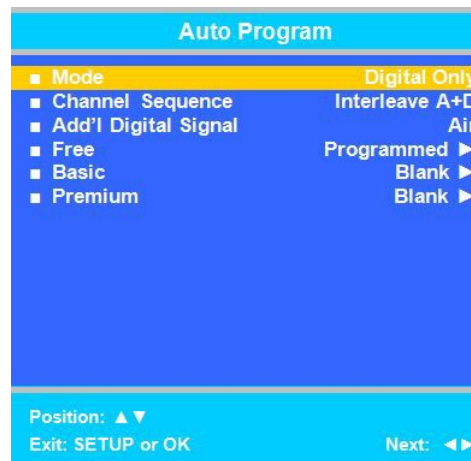 Auto Program
■ Mode Digital Only
■ Channel Sequence Interleave A+D
■ Add'l Digital Signal Air
■ Free Programmed ►
■ Basic Blank ►
■ Premium Blank ►
Position: ▲▼
Exit: SETUP or OK Next: ◄►